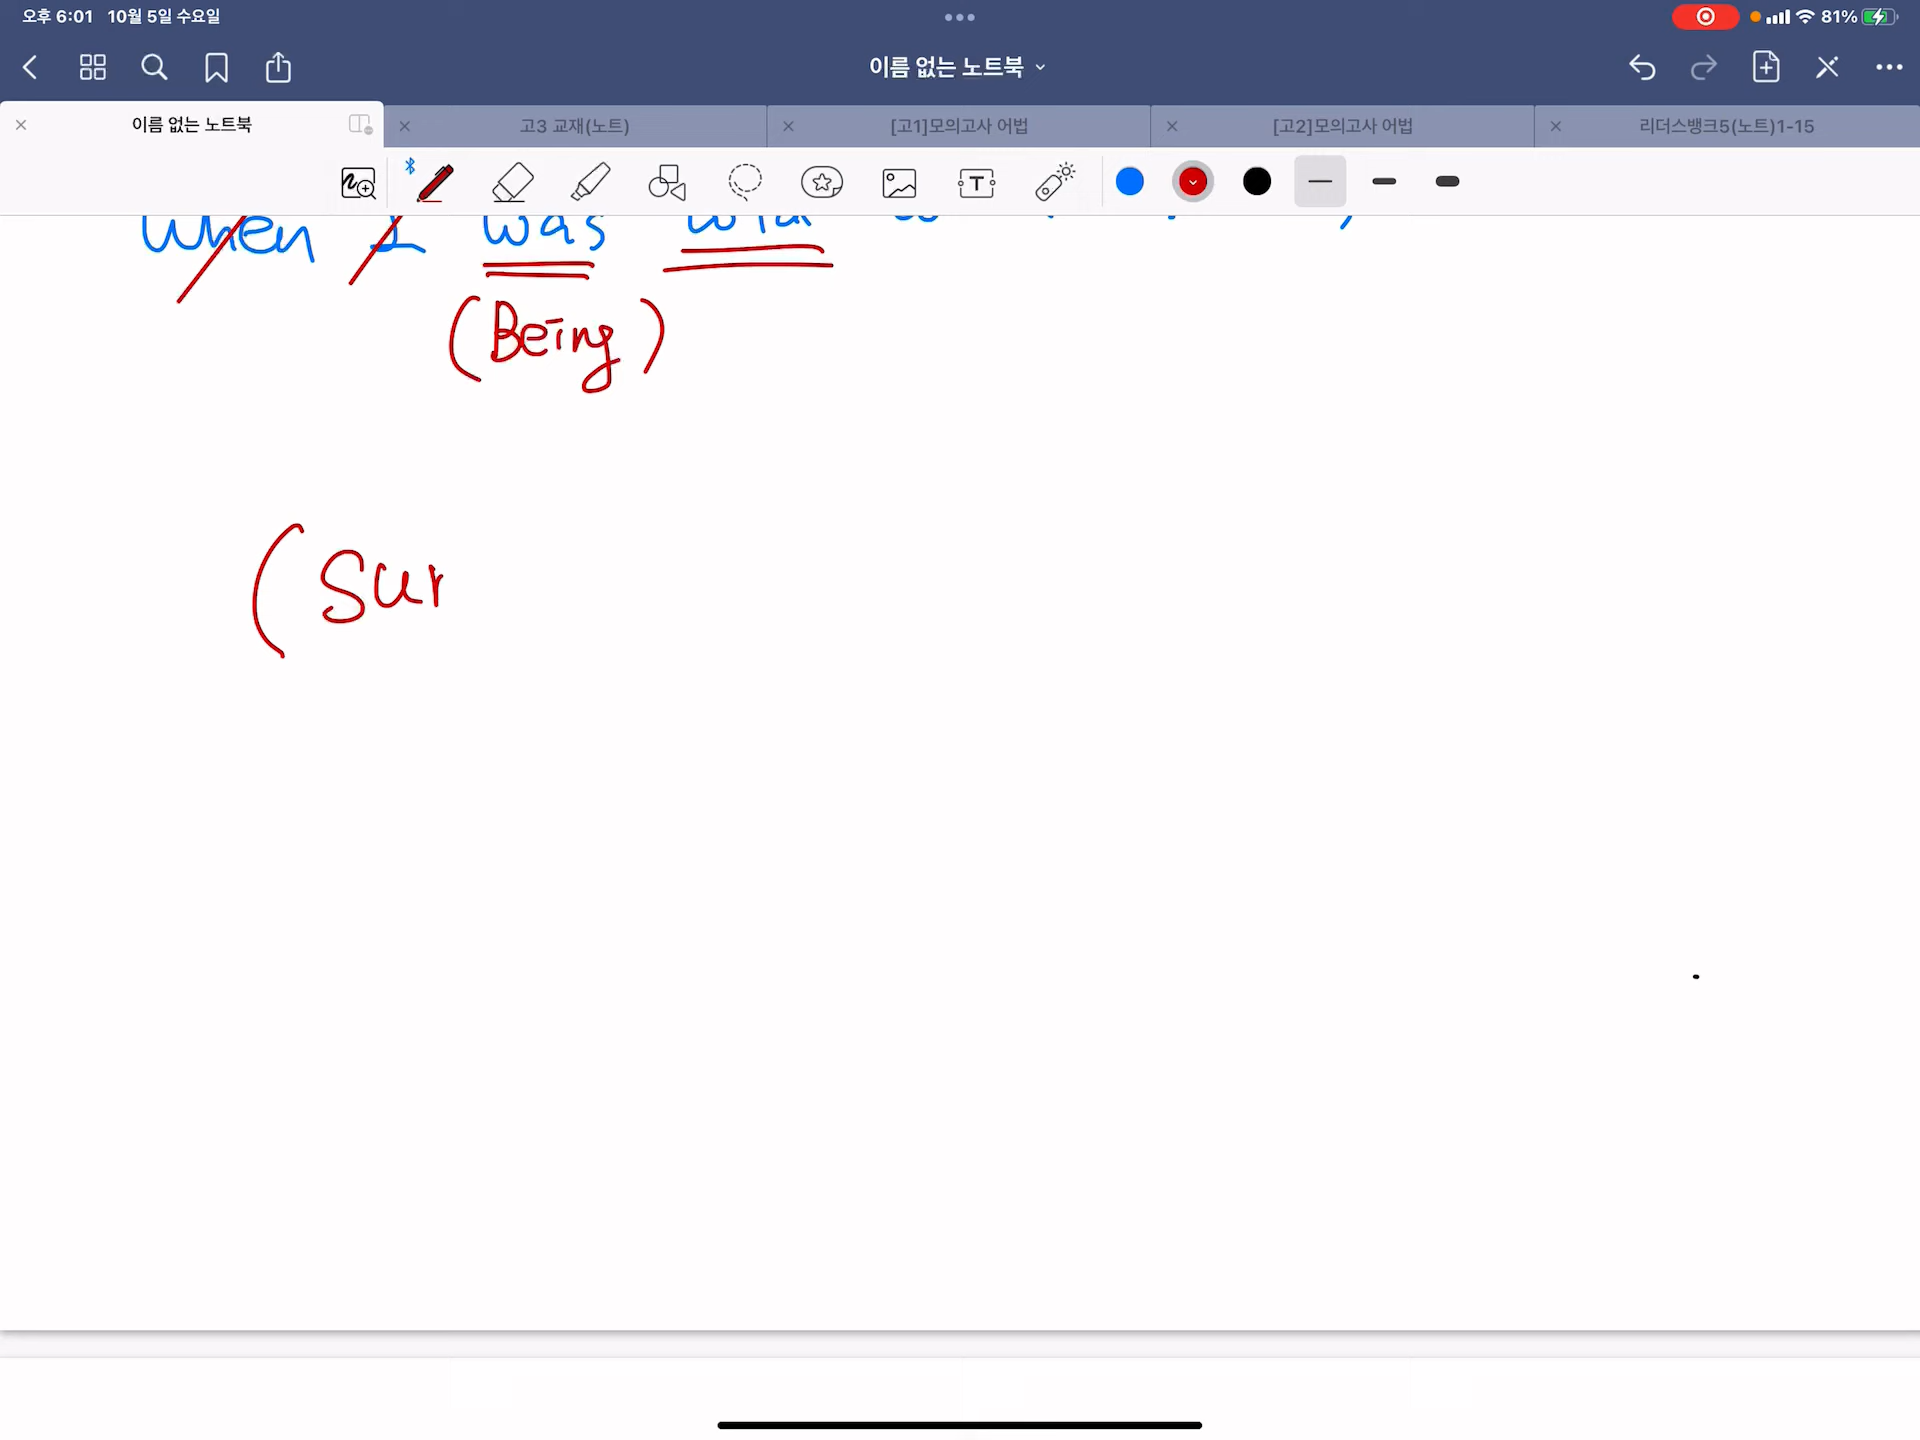 오후 6:01 10월 5일 수요일 81%
이름 없는 노트북
이름 없는 노트북 고3 교재(노트) [고1]모의고사 어법 [고2]모의고사 어법 리더스뱅크5(노트)1-15
When I was
(Being)
(Sur